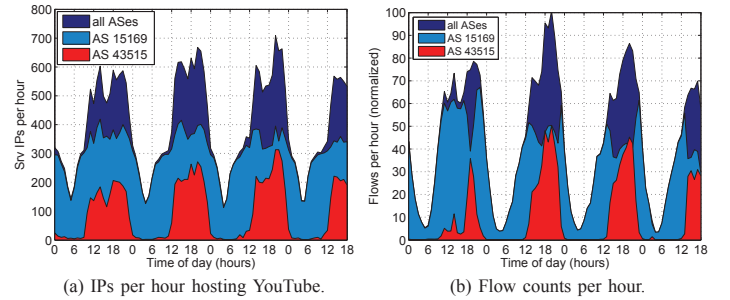 800
700
600
500
400
300
200
100
0
Srv IPs per hour
all ASes
AS 15169
AS 43515
0 6 12 18 0 6 12 18 0 6 12 18 0 6 12 18
Time of day (hours)
(a) IPs per hour hosting YouTube.
100
90
80
70
60
50
40
30
20
10
0
Flows per hour (normalized)
all ASes
AS 15169
AS 43515
0 6 12 18 0 6 12 18 0 6 12 18 0 6 12 18
Time of day (hours)
(b) Flow counts per hour.